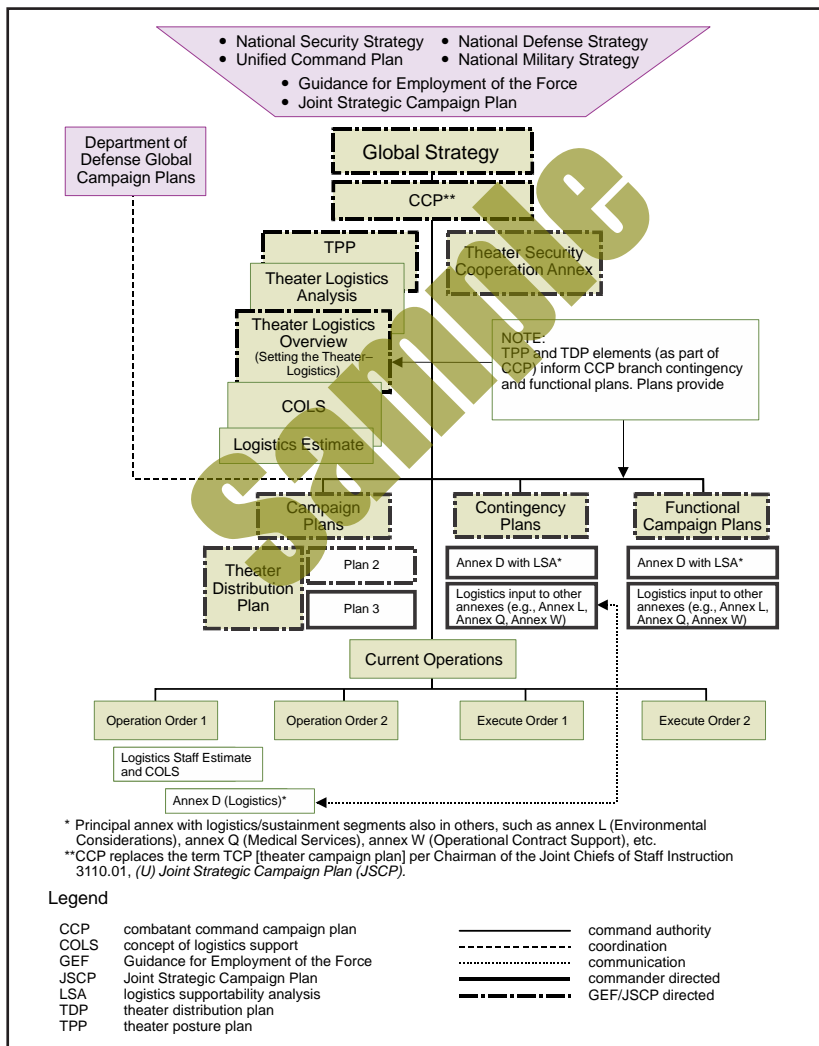 • National Security Strategy
• National Defense Strategy
• Unified Command Plan
• National Military Strategy
• Guidance for Employment of the Force
• Joint Strategic Campaign Plan
Department of
Defense Global
Campaign Plans
Global Strategy
CCP**
TPP
Theater Security
Cooperation Annex
Theater Logistics
Analysis
Theater Logistics
Overview
(Setting the Theater–
Logistics)
NOTE:
TPP and TDP elements (as part of
CCP) inform CCP branch contingency
and functional plans. Plans provide
COLS
Logistics Estimate
Sample
Campaign
Plans
Contingency
Plans
Functional
Campaign Plans
Theater
Distribution
Plan
Plan 2
Plan 3
Annex D with LSA*
Logistics input to other
annexes (e.g., Annex L,
Annex Q, Annex W)
Annex D with LSA*
Logistics input to other
annexes (e.g., Annex L,
Annex Q, Annex W)
Current Operations
Operation Order 1
Operation Order 2
Execute Order 1
Execute Order 2
Logistics Staff Estimate
and COLS
Annex D (Logistics)*
* Principal annex with logistics/sustainment segments also in others, such as annex L (Environmental
Considerations), annex Q (Medical Services), annex W (Operational Contract Support), etc.
**CCP replaces the term TCP [theater campaign plan] per Chairman of the Joint Chiefs of Staff Instruction
3110.01, (U) Joint Strategic Campaign Plan (JSCP).
Legend
CCP combatant command campaign plan
COLS concept of logistics support
GEF Guidance for Employment of the Force
JSCP Joint Strategic Campaign Plan
LSA logistics supportability analysis
TDP theater distribution plan
TPP theater posture plan
command authority
coordination
communication
commander directed
GEF/JSCP directed